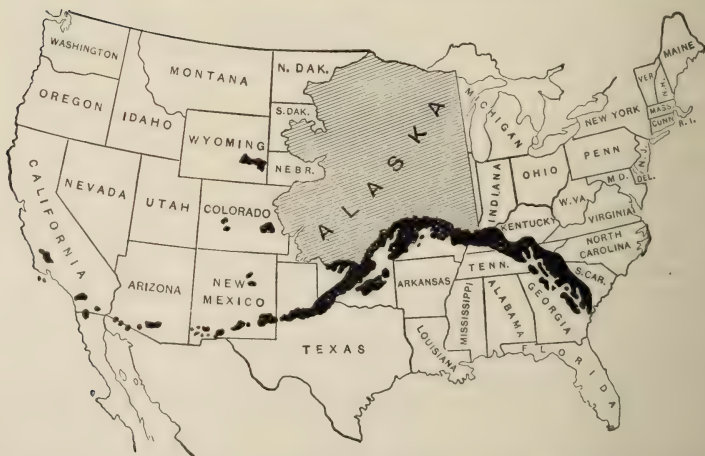 WASHINGTON
MONTANA
N. DAK.
MAINE
OREGON
IDAHO
S. DAK.
WYOMING
NEBR.
ALASKA
MICHIGAN
VER.
N.H.
MASS.
CUNN.
R. I.
NEW YORK
PENN
N. J.
DEL.
M D.
OHIO
INDIANA
W. VA.
VIRGINIA
KENTUCKY
CALIFORNIA
NEVADA
UTAH
COLORADO
ARIZONA
NEW
MEXICO
TEXAS
ARKANSAS
LOUISIANA
TENN.
MISSISSIPPI
ALABAMA
GEORGIA
NORTH
CAROLINA
S. CAR.
FLORIDA